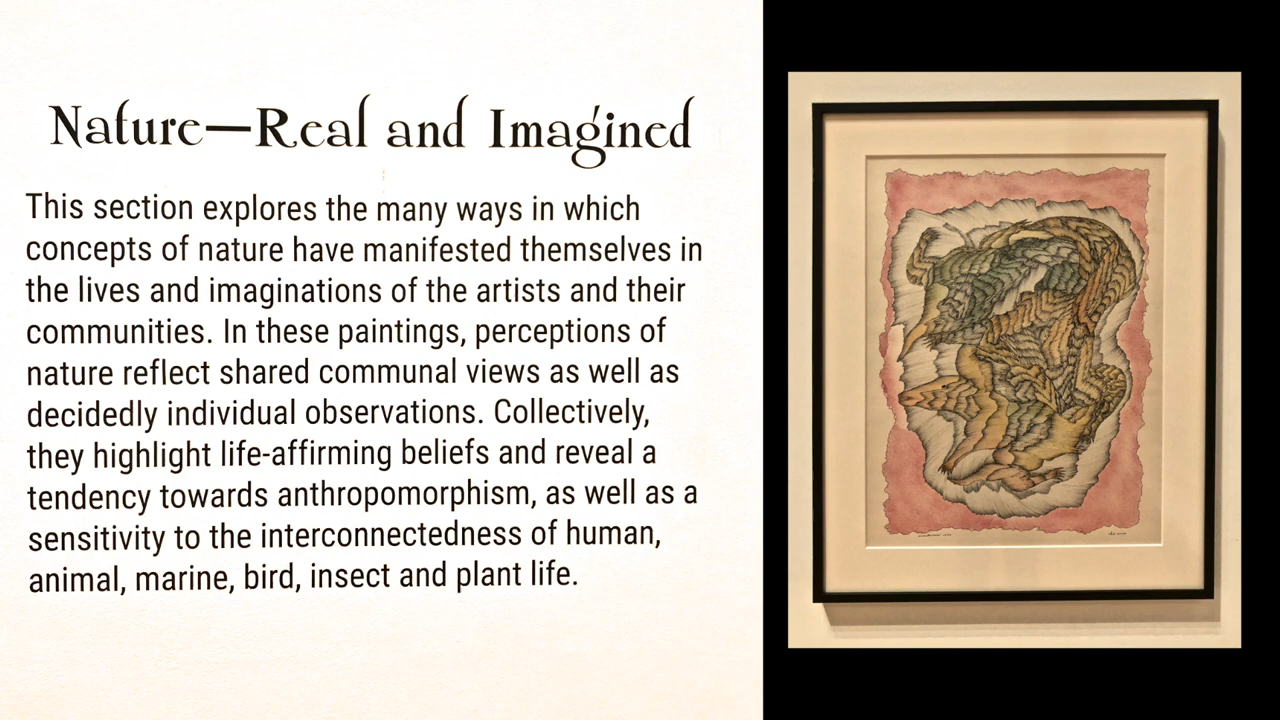 Nature—Real and Imagined
This section explores the many ways in which
concepts of nature have manifested themselves in
the lives and imaginations of the artists and their
communities. In these paintings, perceptions of
nature reflect shared communal views as well as
decidedly individual observations. Collectively,
they highlight life-affirming beliefs and reveal a
tendency towards anthropomorphism, as well as a
sensitivity to the interconnectedness of human,
animal, marine, bird, insect and plant life.